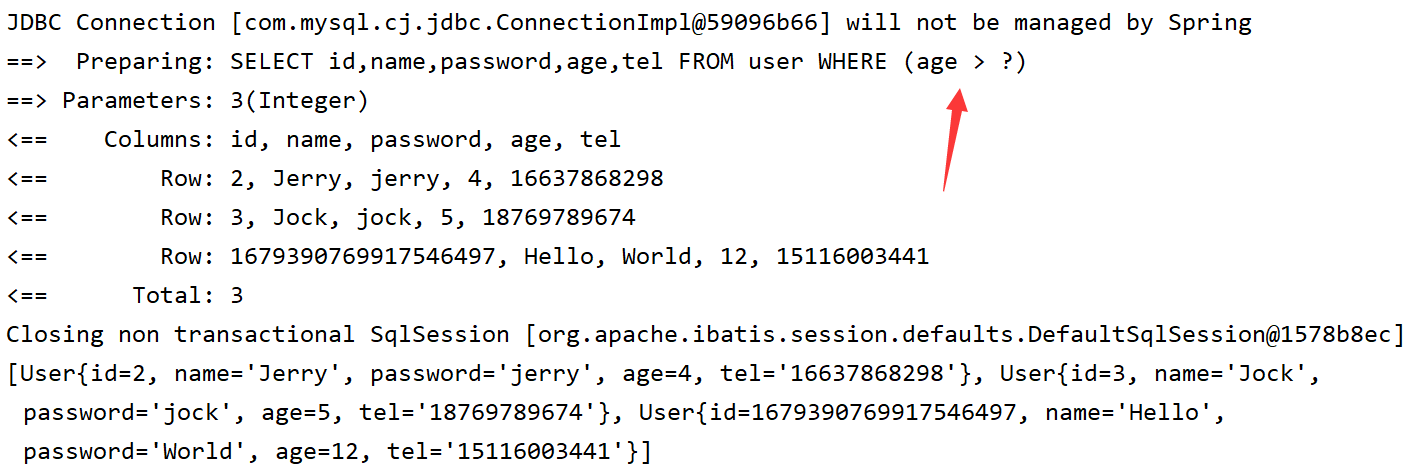 JDBC Connection [com.mysql.cj.jdbc.ConnectionImpl@59096b66] will not be managed by Spring
==>  Preparing: SELECT id,name,password,age,tel FROM user WHERE (age > ?)
==> Parameters: 3(Integer)
<==    Columns: id, name, password, age, tel
<==        Row: 2, Jerry, jerry, 4, 16637868298
<==        Row: 3, Jock, jock, 5, 18769789674
<==        Row: 1679390769917546497, Hello, World, 12, 15116003441
<==      Total: 3
Closing non transactional SqlSession [org.apache.ibatis.session.defaults.DefaultSqlSession@1578b8ec]
[User{id=2, name='Jerry', password='jerry', age=4, tel='16637868298'}, User{id=3, name='Jock',
password='jock', age=5, tel='18769789674'}, User{id=1679390769917546497, name='Hello',
password='World', age=12, tel='15116003441'}]